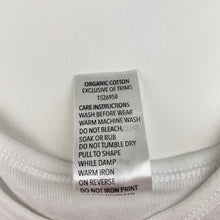 ORGANIC COTTON
EXCLUSIVE OF TRIMS
1526958
CARE INSTRUCTIONS
WASH BEFORE WEAR
WARM MACHINE WASH
DO NOT BLEACH,
SOAK OR RUB
DO NOT TUMBLE DRY
PULL TO SHAPE
WHILE DAMP
WARM IRON
ON REVERSE
DO NOT IRON PRINT